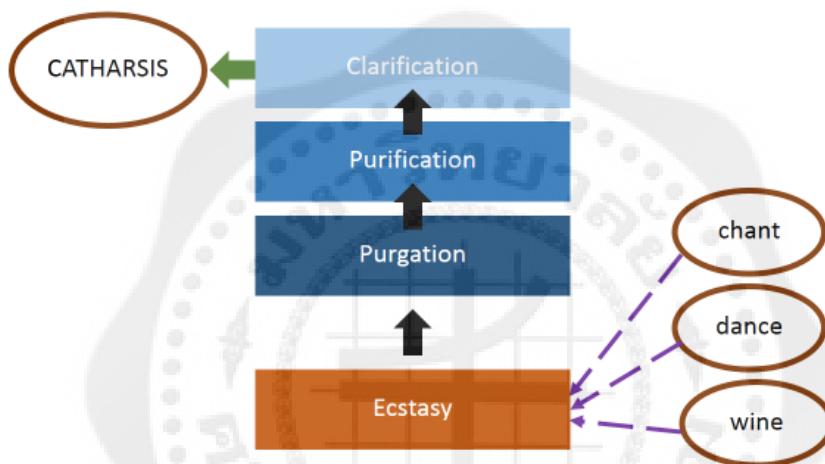 CATHARSIS
Clarification
Purification
Purgation
chant
dance
Ecstasy
wine